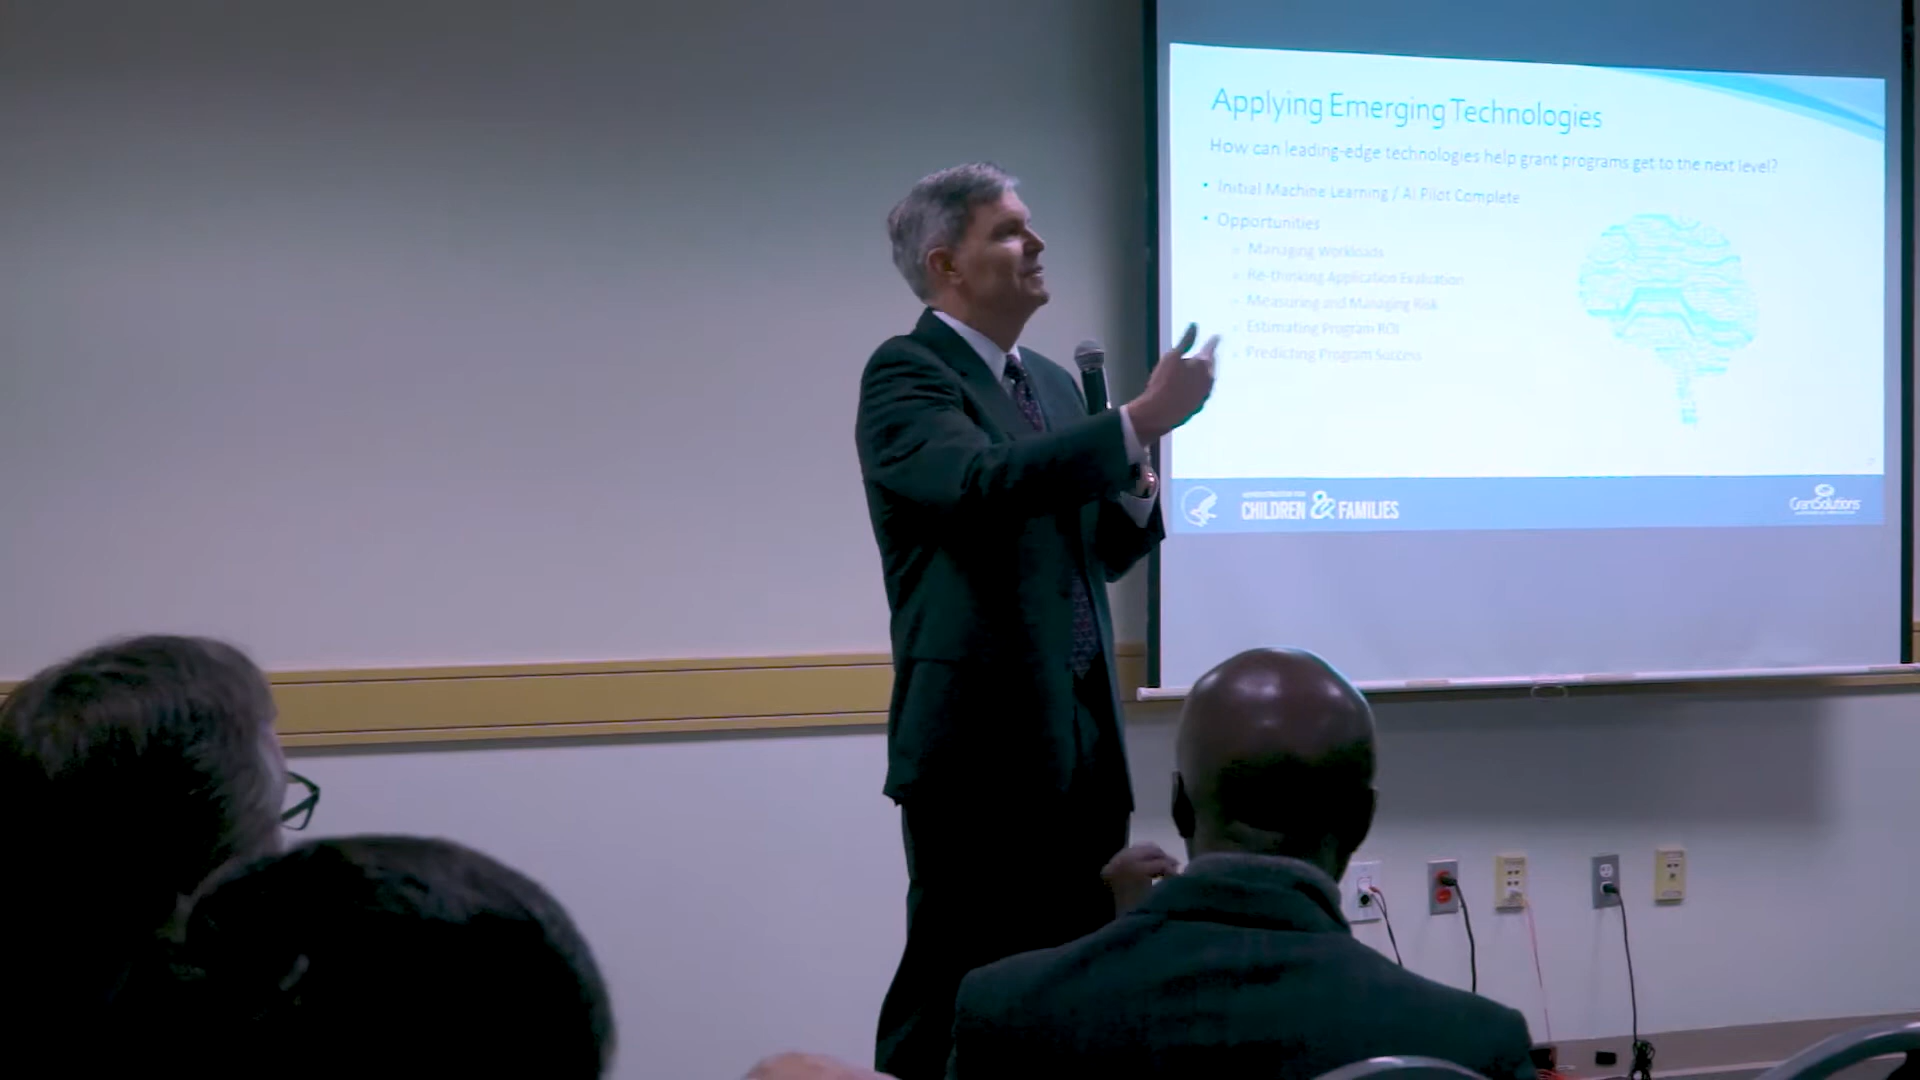 Applying Emerging Technologies
How can leading-edge technologies help grant programs get to the next level?
• Initial Machine Learning / AI Pilot Complete
• Opportunities
Managing Workloads
Re-thinking Application Evaluation
Measuring and Managing Risk
Estimating Program ROI
Predicting Program Success
ADMINISTRATION FOR
CHILDREN & FAMILIES
GrantSolutions